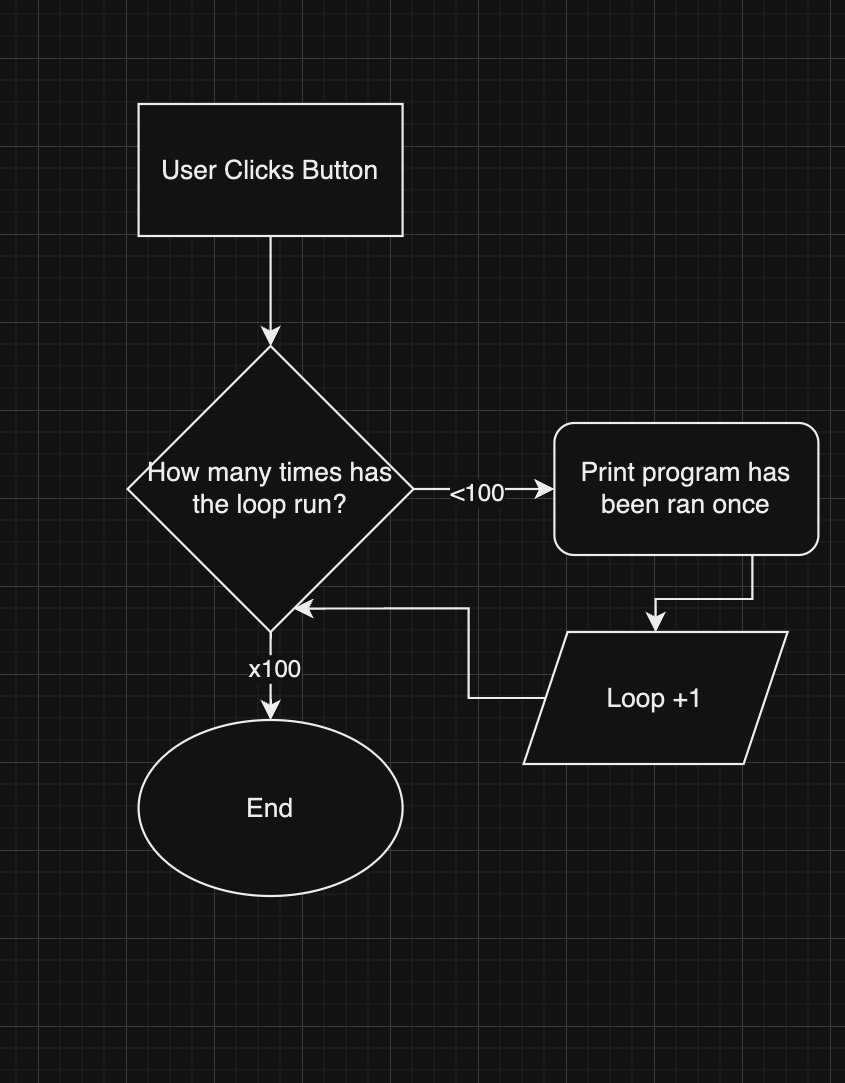 User Clicks Button
How many times has
the loop run?
<100
Print program has
been ran once
x100
Loop +1
End